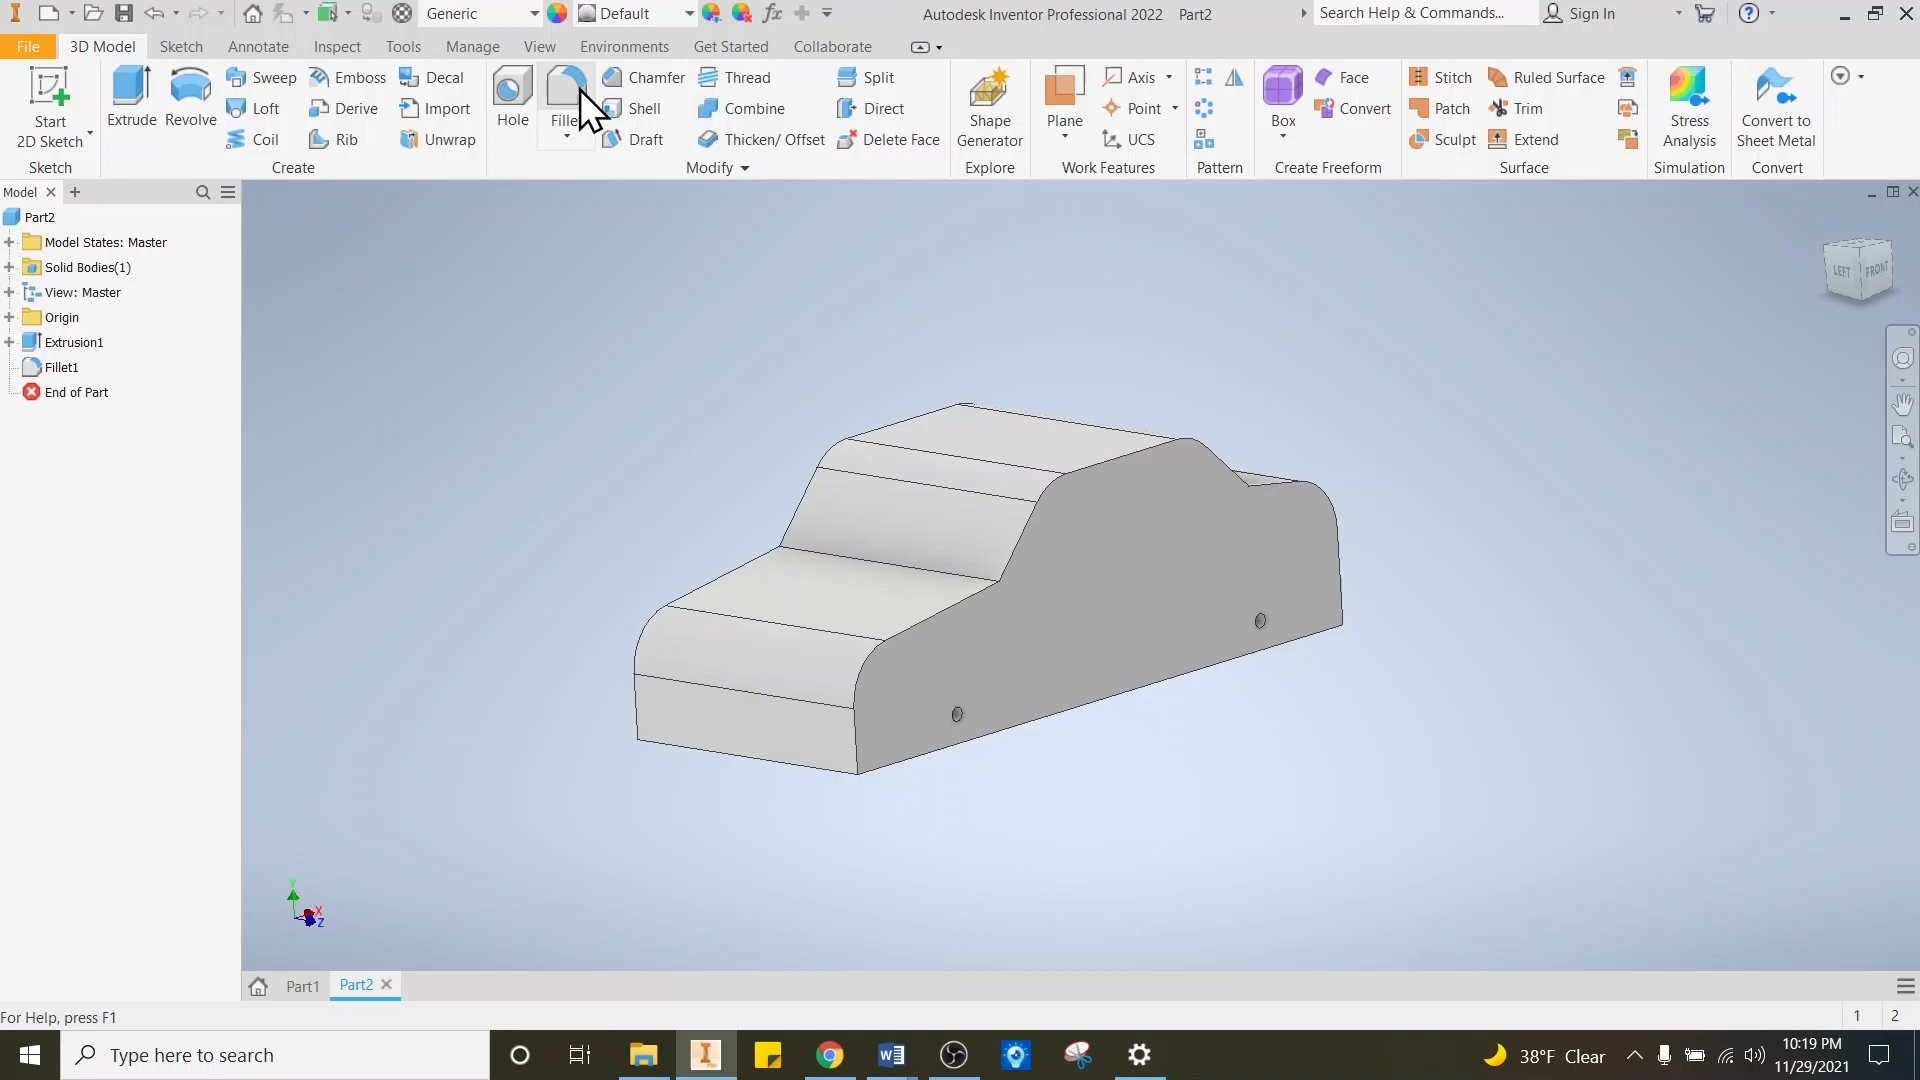 Generic
Default
Autodesk Inventor Professional 2022 Part2
Search Help & Commands...
Sign In
File 3D Model Sketch Annotate Inspect Tools Manage View Environments Get Started Collaborate
Start
2D Sketch
Sketch
Extrude
Revolve
Sweep
Loft
Coil
Emboss
Derive
Rib
Decal
Import
Unwrap
Create
Hole
Chamfer
Shell
Draft
Thread
Combine
Thicken/ Offset
Split
Direct
Delete Face
Modify
Shape
Generator
Explore
Plane
Axis
Point
UCS
Work Features
Pattern
Box
Face
Convert
Create Freeform
Stitch
Patch
Sculpt
Ruled Surface
Trim
Extend
Surface
Stress
Analysis
Simulation
Convert to
Sheet Metal
Convert
Model
Part2
Model States: Master
Solid Bodies(1)
View: Master
Origin
Extrusion1
Fillet1
End of Part
LEFT FRONT
Y
X
Z
Part1 Part2
For Help, press F1
1 2
Type here to search
38°F Clear
10:19 PM
11/29/2021